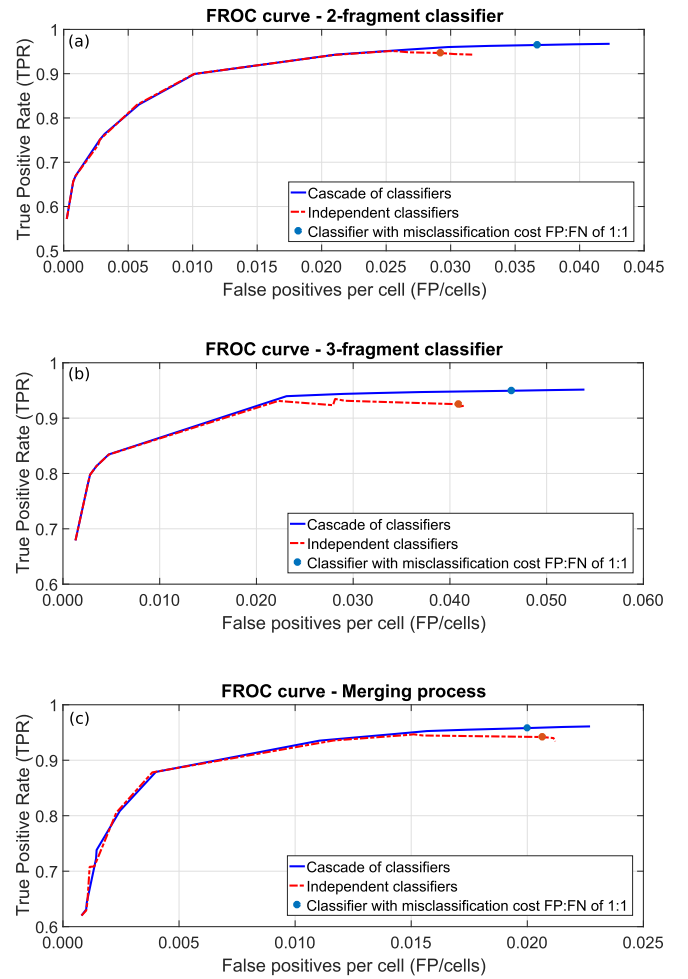 FROC curve - 2-fragment classifier
(a)
True Positive Rate (TPR)
1
0.9
0.8
0.7
0.6
0.5
Cascade of classifiers
Independent classifiers
Classifier with misclassification cost FP:FN of 1:1
0.000 0.005 0.010 0.015 0.020 0.025 0.030 0.035 0.040 0.045
False positives per cell (FP/cells)
FROC curve - 3-fragment classifier
(b)
True Positive Rate (TPR)
1
0.9
0.8
0.7
0.6
Cascade of classifiers
Independent classifiers
Classifier with misclassification cost FP:FN of 1:1
0.000 0.010 0.020 0.030 0.040 0.050 0.060
False positives per cell (FP/cells)
FROC curve - Merging process
(c)
True Positive Rate (TPR)
1
0.9
0.8
0.7
0.6
Cascade of classifiers
Independent classifiers
Classifier with misclassification cost FP:FN of 1:1
0.000 0.005 0.010 0.015 0.020 0.025
False positives per cell (FP/cells)